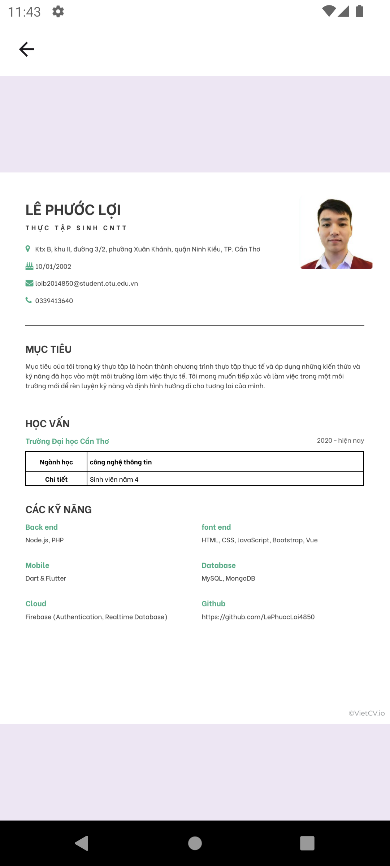 11:43
LÊ PHƯỚC LỢI
THỰC TẬP SINH CNTT
Ktx B, khu II, đường 3/2, phường Xuân Khánh, quận Ninh Kiều, TP. Cần Thơ
10/01/2002
loib2014850@student.ctu.edu.vn
0339413640
MỤC TIÊU
Mục tiêu của tôi trong kỳ thực tập là hoàn thành chương trình thực tập thực tế và áp dụng những kiến thức và
kỹ năng đã học vào một môi trường làm việc thực tế. Tôi mong muốn tiếp xúc và làm việc trong một môi
trường mới để rèn luyện kỹ năng và định hình hướng đi cho tương lai của mình.
HỌC VẤN
Trường Đại học Cần Thơ 2020 - hiện nay
Ngành học công nghệ thông tin
Chi tiết Sinh viên năm 4
CÁC KỸ NĂNG
Back end font end
Node js, PHP HTML, CSS, JavaScript, Bootstrap, Vue
Mobile Database
Dart & Flutter MySQL, MongoDB
Cloud Github
Firebase (Authentication, Realtime Database) https://github.com/LePhuocLoi4850
©VietCV.io